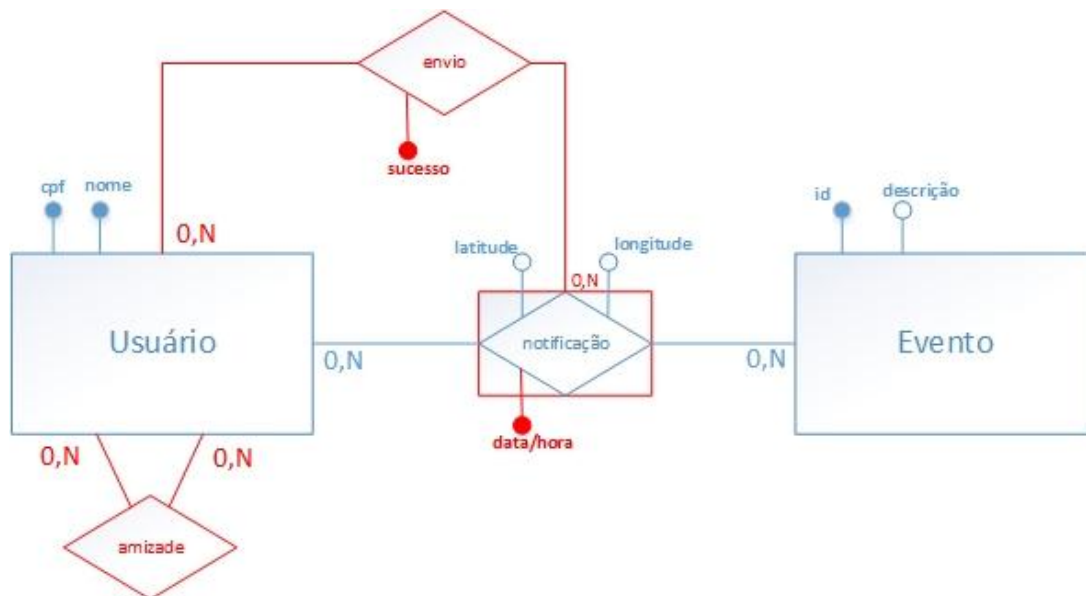 envio
sucesso
cpf
nome
0,N
id
descrição
latitude
longitude
0,N
Usuário
notificação
Evento
0,N
0,N
data/hora
0,N
0,N
amizade